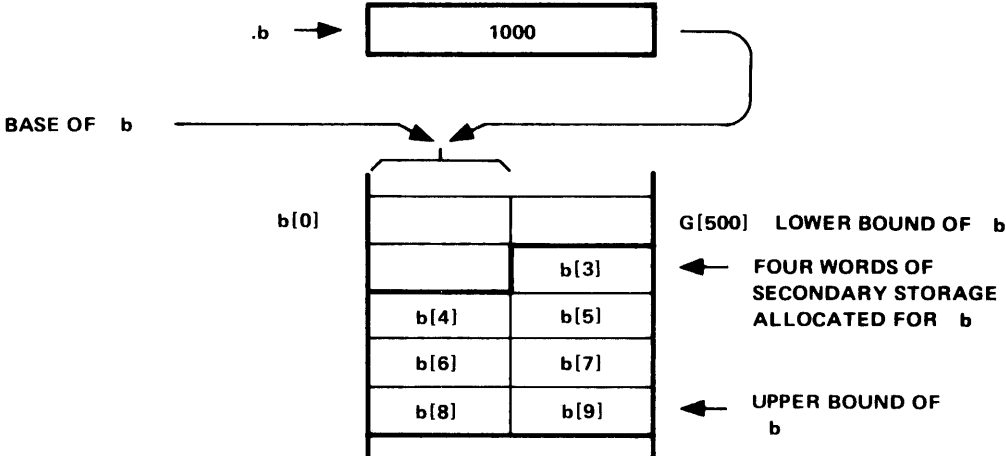 .b 1000
BASE OF b
b[0] G[500] LOWER BOUND OF b
b[3] FOUR WORDS OF
SECONDARY STORAGE
b[4] b[5] ALLOCATED FOR b
b[6] b[7]
b[8] b[9] UPPER BOUND OF
b